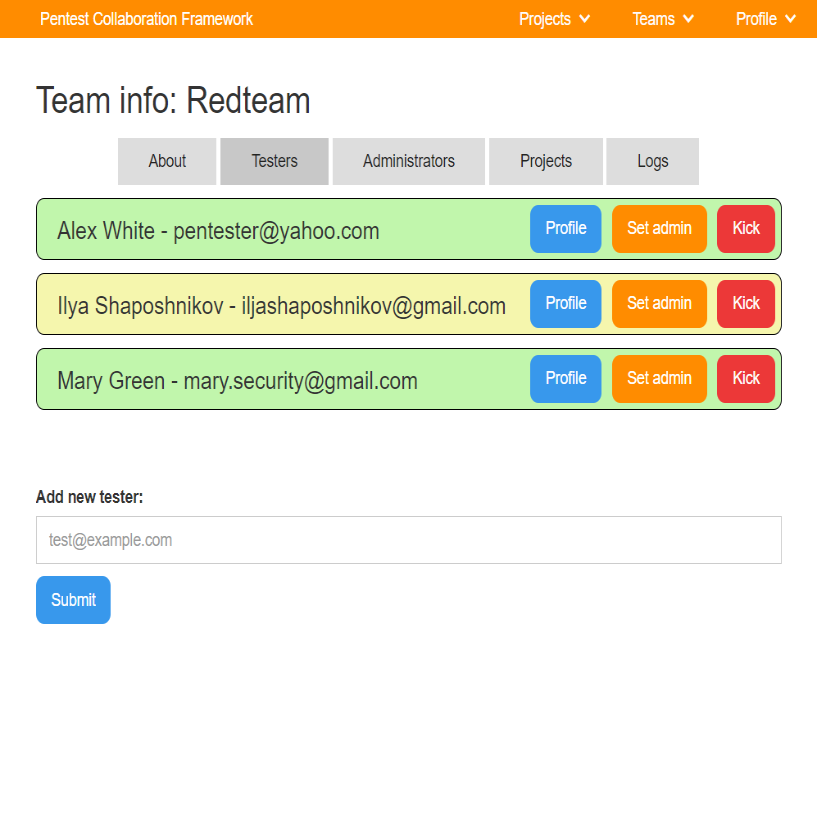 Pentest Collaboration Framework Projects Teams Profile
Team info: Redteam
About Testers Administrators Projects Logs
Alex White - pentester@yahoo.com Profile Set admin Kick
Ilya Shaposhnikov - iljashaposhnikov@gmail.com Profile Set admin Kick
Mary Green - mary.security@gmail.com Profile Set admin Kick
Add new tester:
test@example.com
Submit